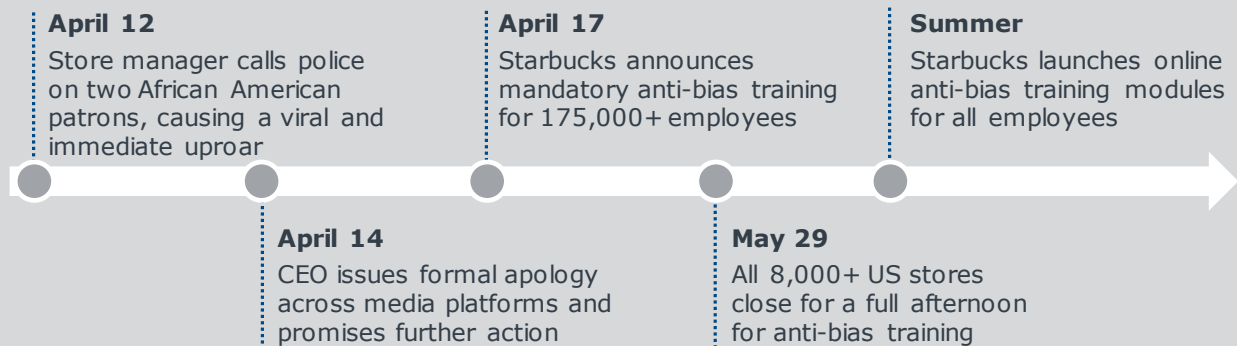 April 12
Store manager calls police
on two African American
patrons, causing a viral and
immediate uproar
April 14
CEO issues formal apology
across media platforms and
promises further action
April 17
Starbucks announces
mandatory anti-bias training
for 175,000+ employees
May 29
All 8,000+ US stores
close for a full afternoon
for anti-bias training
Summer
Starbucks launches online
anti-bias training modules
for all employees